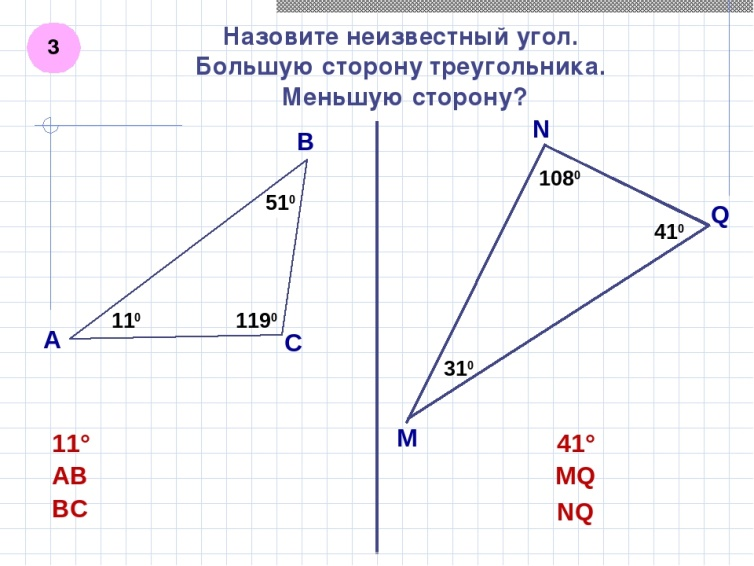 3
Назовите неизвестный угол.
Большую сторону треугольника.
Меньшую сторону?
B
51⁰
11⁰
119⁰
A
C
11°
AB
BC
N
108⁰
Q
41⁰
31⁰
M
41°
MQ
NQ